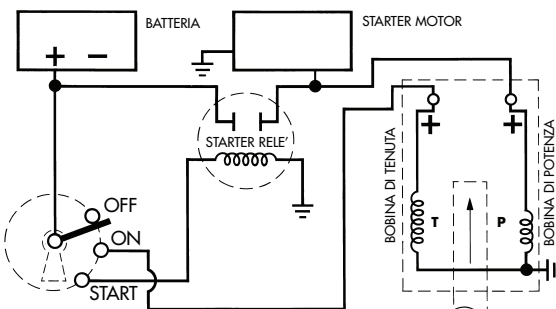 BATTERIA
STARTER MOTOR
+ −
STARTER RELE'
BOBINA DI TENUTA
+
+
BOBINA DI POTENZA
T
P
OFF
ON
START